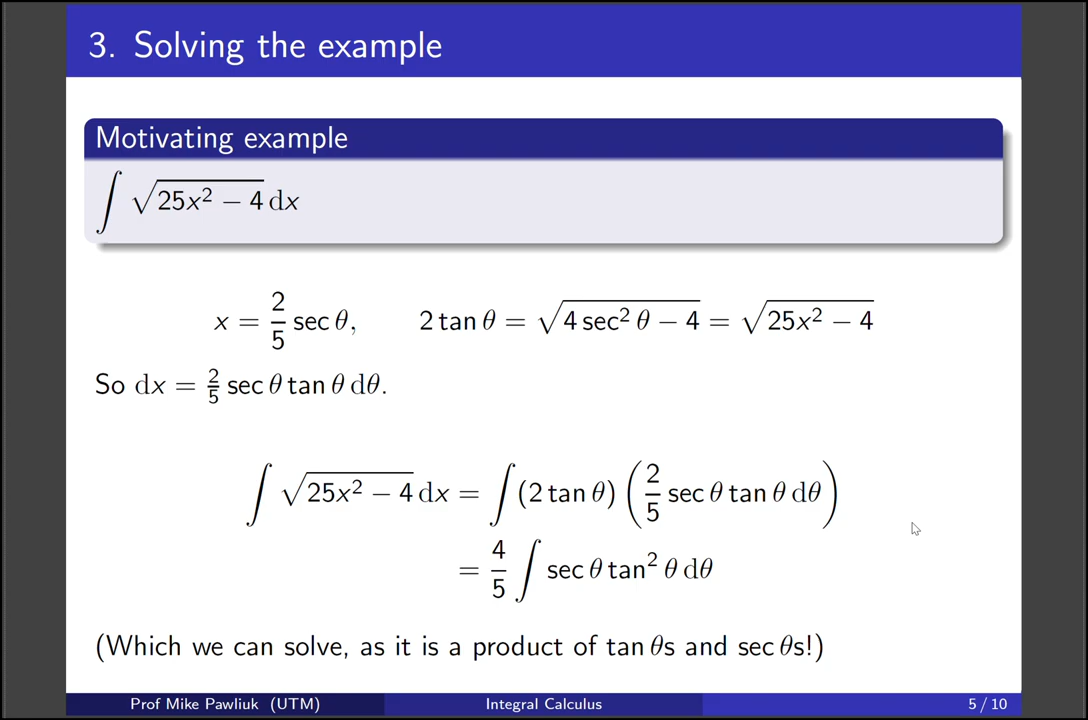 3. Solving the example
Motivating example
∫ √(25x² − 4) dx
x = 2/5 sec θ, 2 tan θ = √(4 sec² θ − 4) = √(25x² − 4)
So dx = 2/5 sec θ tan θ dθ.
∫ √(25x² − 4) dx = ∫ (2 tan θ) (2/5 sec θ tan θ dθ)
= 4/5 ∫ sec θ tan² θ dθ
(Which we can solve, as it is a product of tan θs and sec θs!)
Prof Mike Pawliuk (UTM) Integral Calculus 5 / 10